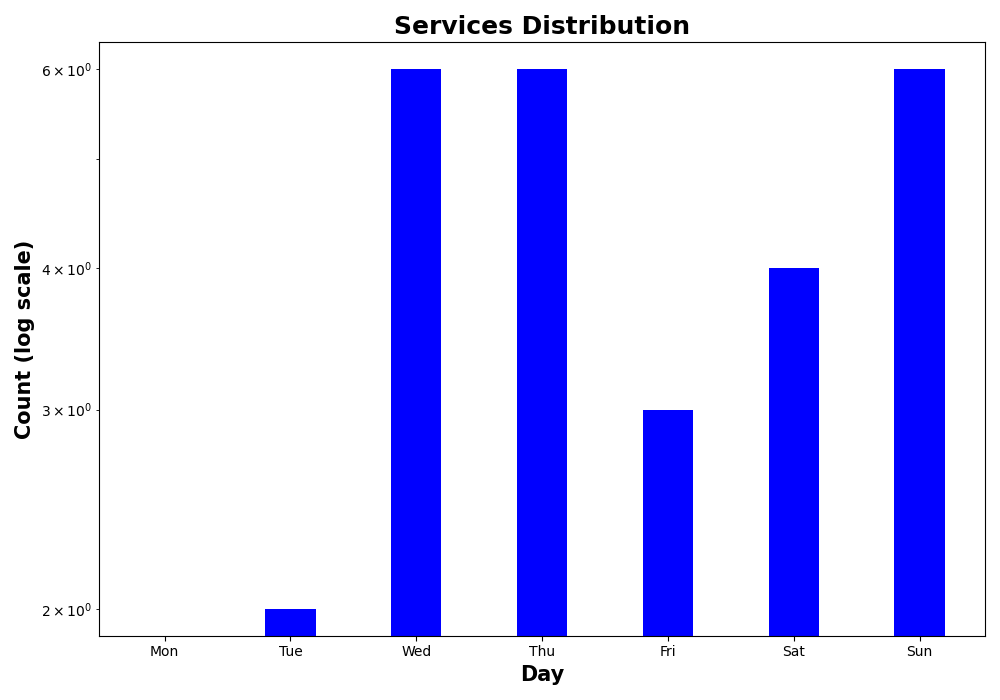 Services Distribution
Count (log scale)
6 × 10⁰
4 × 10⁰
3 × 10⁰
2 × 10⁰
Mon Tue Wed Thu Fri Sat Sun
Day